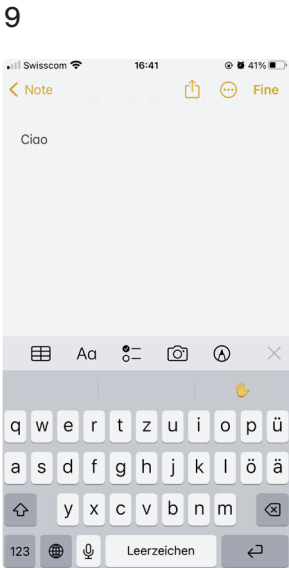 9
Swisscom 16:41 41%
Note Fine
Ciao
Aa
q w e r t z u i o p ü
a s d f g h j k l ö ä
y x c v b n m
123 Leerzeichen